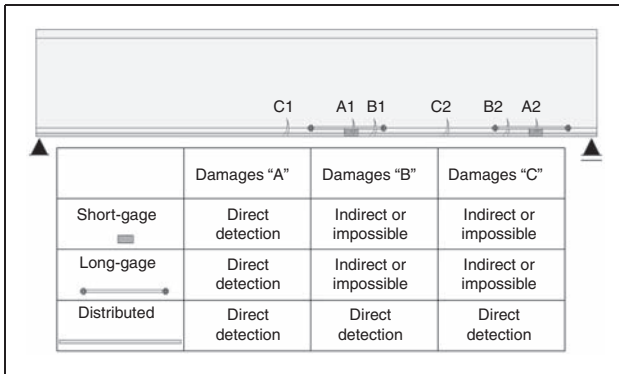 C1 A1 B1 C2 B2 A2
Damages “A” Damages “B” Damages “C”
Short-gage Direct Indirect or Indirect or
detection impossible impossible
Long-gage Direct Indirect or Indirect or
detection impossible impossible
Distributed Direct Direct Direct
detection detection detection